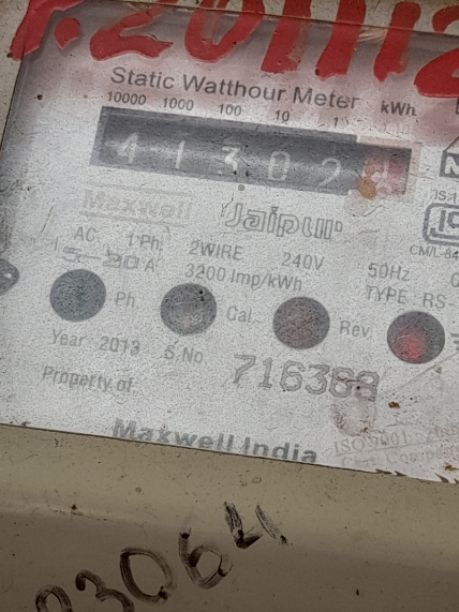 Static Watthour Meter kWh
10000 1000 100 10 1
4 1 3 0 2
Maxwell Jaipur
AC. 1 Ph. 2WIRE 240V 50Hz
5-20 A 3200 Imp/kWh TYPE : RS-
Ph. Cal. Rev.
Year 2013 S.No. 716368
Property of
Maxwell India